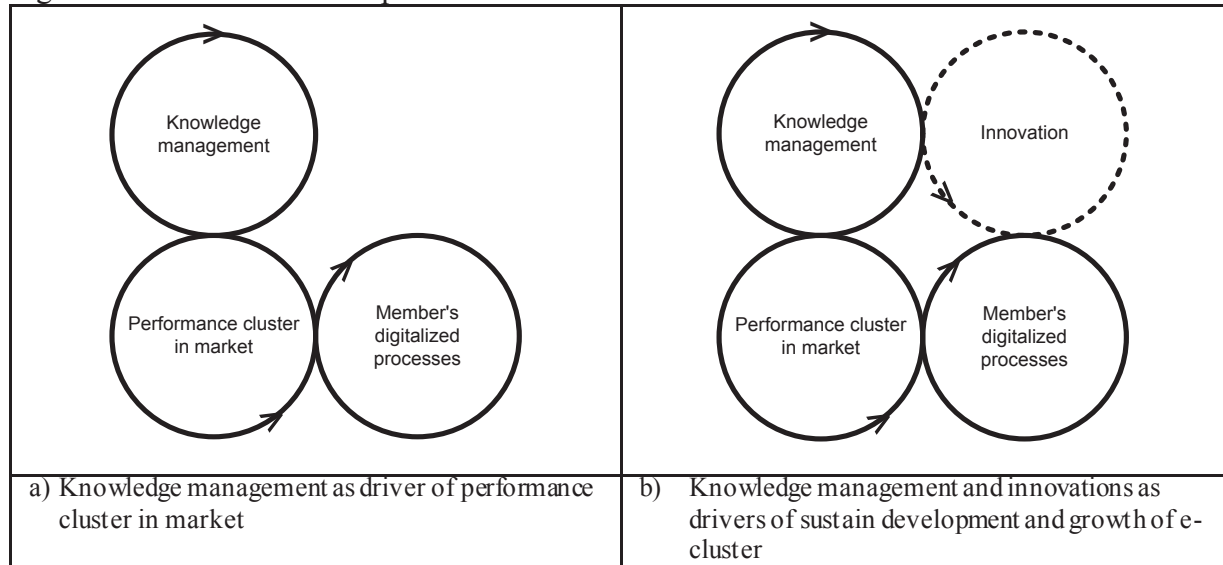 Knowledge
management
Performance cluster
in market
Member's
digitalized
processes
a) Knowledge management as driver of performance
cluster in market
Knowledge
management
Innovation
Performance cluster
in market
Member's
digitalized
processes
b) Knowledge management and innovations as
drivers of sustain development and growth of e-
cluster